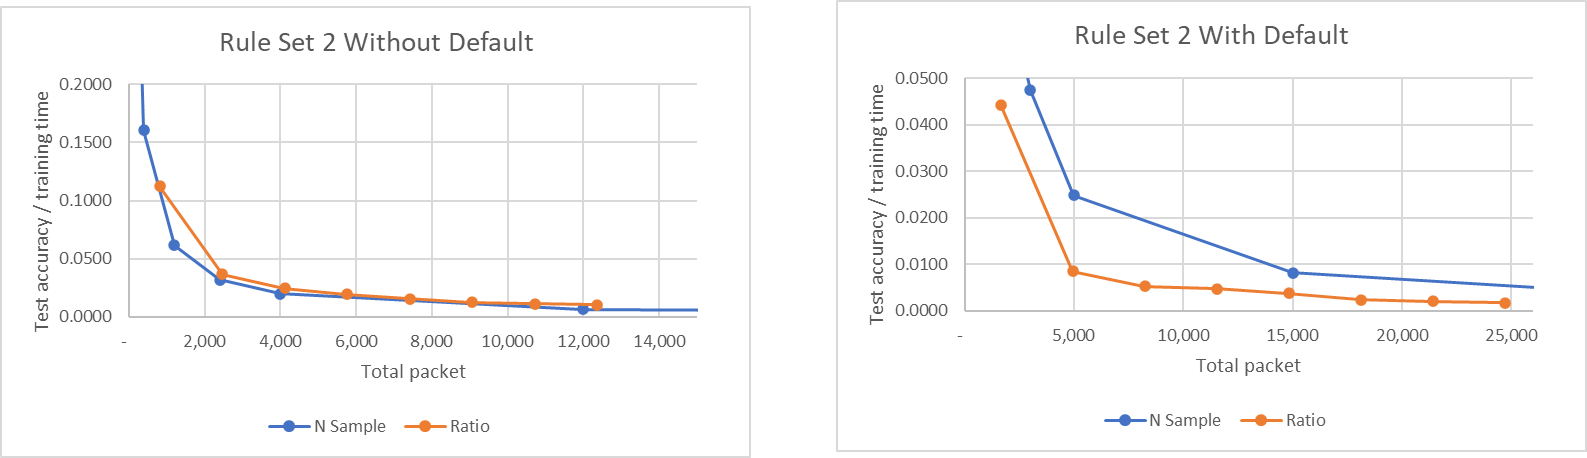 Rule Set 2 Without Default
Test accuracy / training time
0.2000
0.1500
0.1000
0.0500
0.0000
- 2,000 4,000 6,000 8,000 10,000 12,000 14,000
Total packet
N Sample Ratio
Rule Set 2 With Default
Test accuracy / training time
0.0500
0.0400
0.0300
0.0200
0.0100
0.0000
- 5,000 10,000 15,000 20,000 25,000
Total packet
N Sample Ratio